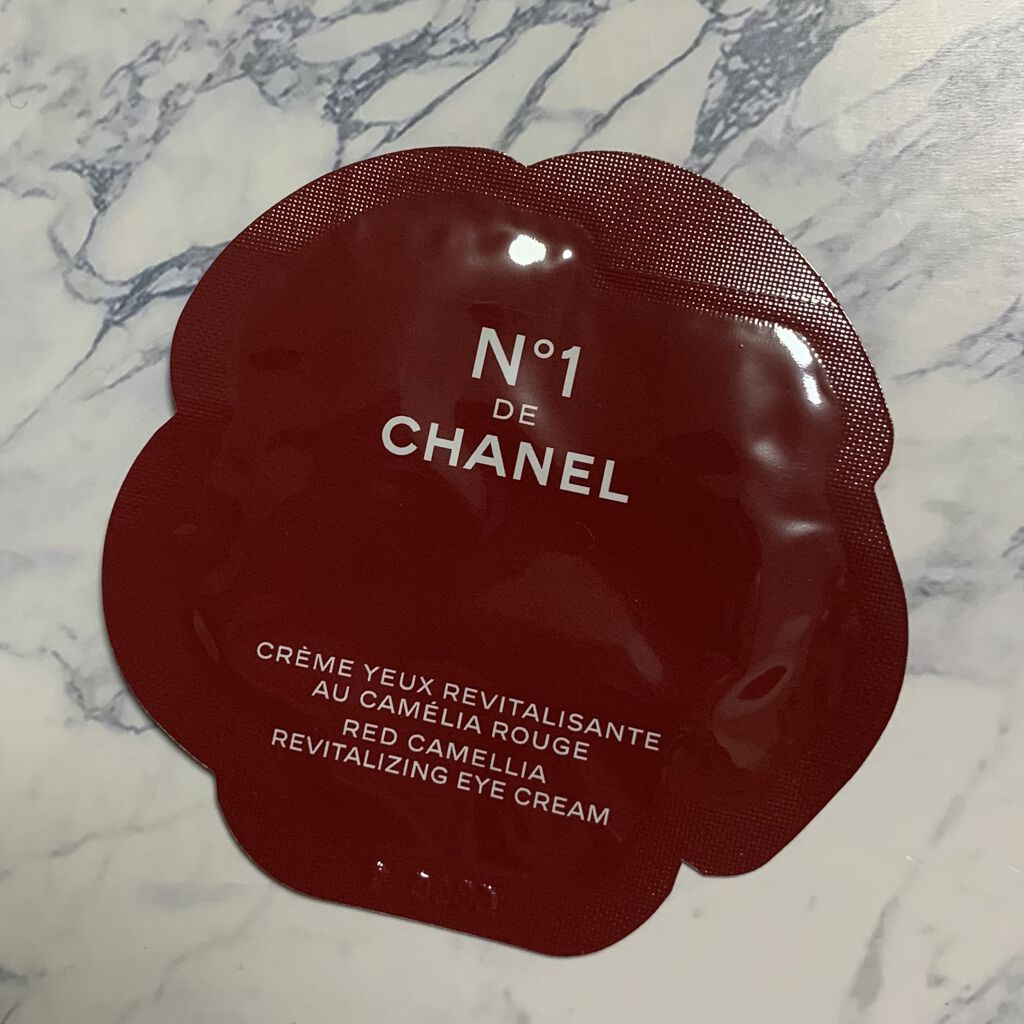 N°1
DE
CHANEL
CRÈME YEUX REVITALISANTE
AU CAMÉLIA ROUGE
RED CAMELLIA
REVITALIZING EYE CREAM